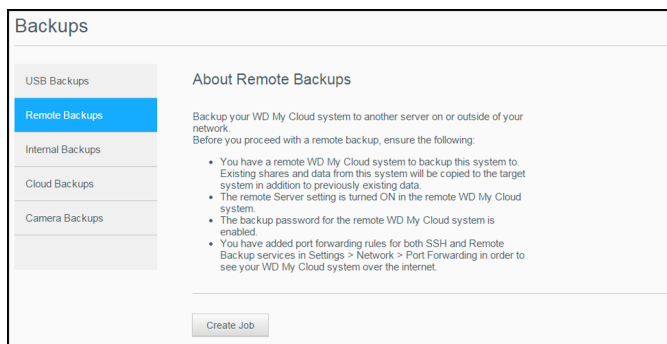 Backups
USB Backups
Remote Backups
Internal Backups
Cloud Backups
Camera Backups
About Remote Backups
Backup your WD My Cloud system to another server on or outside of your
network.
Before you proceed with a remote backup, ensure the following:
• You have a remote WD My Cloud system to backup this system to.
Existing shares and data from this system will be copied to the target
system in addition to previously existing data.
• The remote Server setting is turned ON in the remote WD My Cloud
system.
• The backup password for the remote WD My Cloud system is
enabled.
• You have added port forwarding rules for both SSH and Remote
Backup services in Settings > Network > Port Forwarding in order to
see your WD My Cloud system over the internet.
Create Job